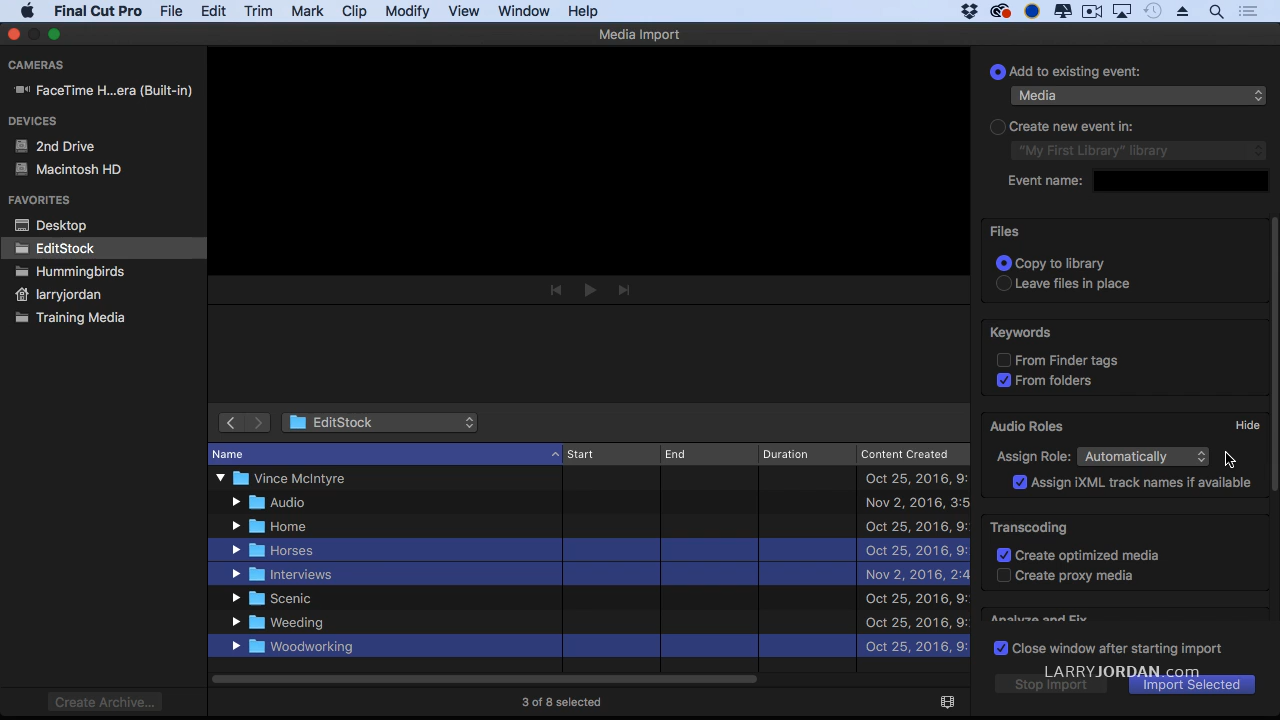 Final Cut Pro File Edit Trim Mark Clip Modify View Window Help
Media Import
CAMERAS
FaceTime H...era (Built-in)
DEVICES
2nd Drive
Macintosh HD
FAVORITES
Desktop
EditStock
Hummingbirds
larryjordan
Training Media
Create Archive...
EditStock
Name Start End Duration Content Created
Vince McIntyre Oct 25, 2016, 9:
Audio Nov 2, 2016, 3:5
Home Oct 25, 2016, 9:
Horses Oct 25, 2016, 9:
Interviews Nov 2, 2016, 2:4
Scenic Oct 25, 2016, 9:
Weeding Oct 25, 2016, 9:
Woodworking Oct 25, 2016, 9:
3 of 8 selected
Add to existing event:
Media
Create new event in:
"My First Library" library
Event name:
Files
Copy to library
Leave files in place
Keywords
From Finder tags
From folders
Audio Roles Hide
Assign Role: Automatically
Assign iXML track names if available
Transcoding
Create optimized media
Create proxy media
Analyze and Fix
Close window after starting import
LARRYJORDAN.com
Stop Import Import Selected